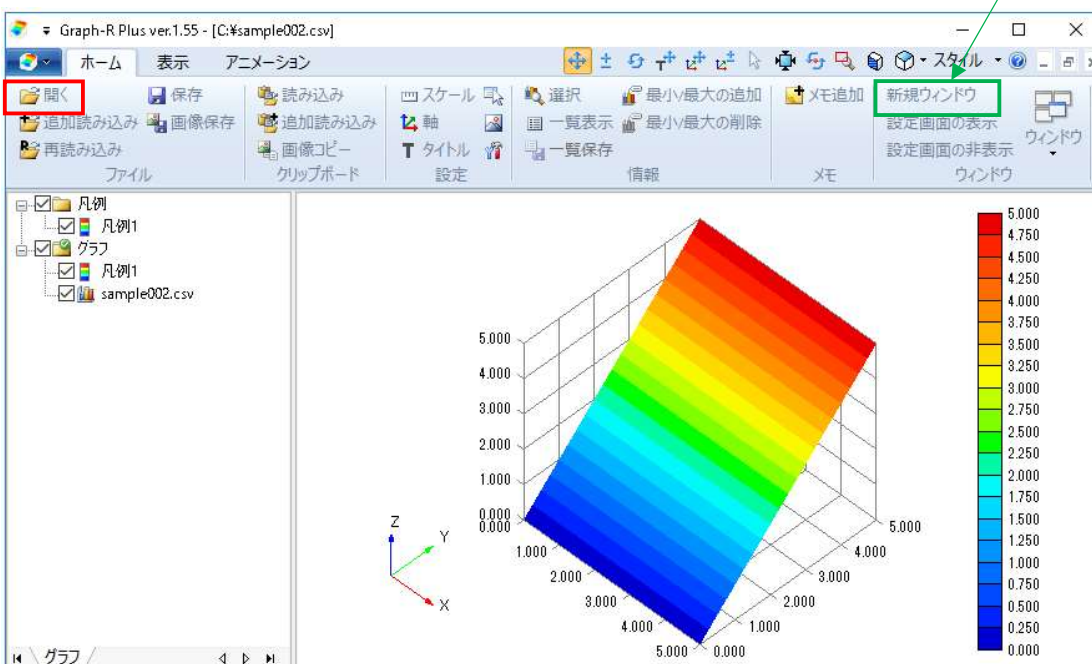 Graph-R Plus ver.1.55 - [C:¥sample002.csv]
ホーム 表示 アニメーション スタイル
開く 保存 読み込み スケール 選択 最小/最大の追加 メモ追加 新規ウィンドウ
追加読み込み 画像保存 追加読み込み 軸 一覧表示 最小/最大の削除 設定画面の表示 ウィンドウ
再読み込み 画像コピー T タイトル 一覧保存 設定画面の非表示
ファイル クリップボード 設定 情報 メモ ウィンドウ
凡例
凡例1
グラフ
凡例1
sample002.csv
5.000
4.000
3.000
2.000
1.000
0.000
0.000
1.000
2.000
3.000
4.000
5.000
0.000
1.000
2.000
3.000
4.000
5.000
Z
Y
X
5.000
4.750
4.500
4.250
4.000
3.750
3.500
3.250
3.000
2.750
2.500
2.250
2.000
1.750
1.500
1.250
1.000
0.750
0.500
0.250
0.000
グラフ